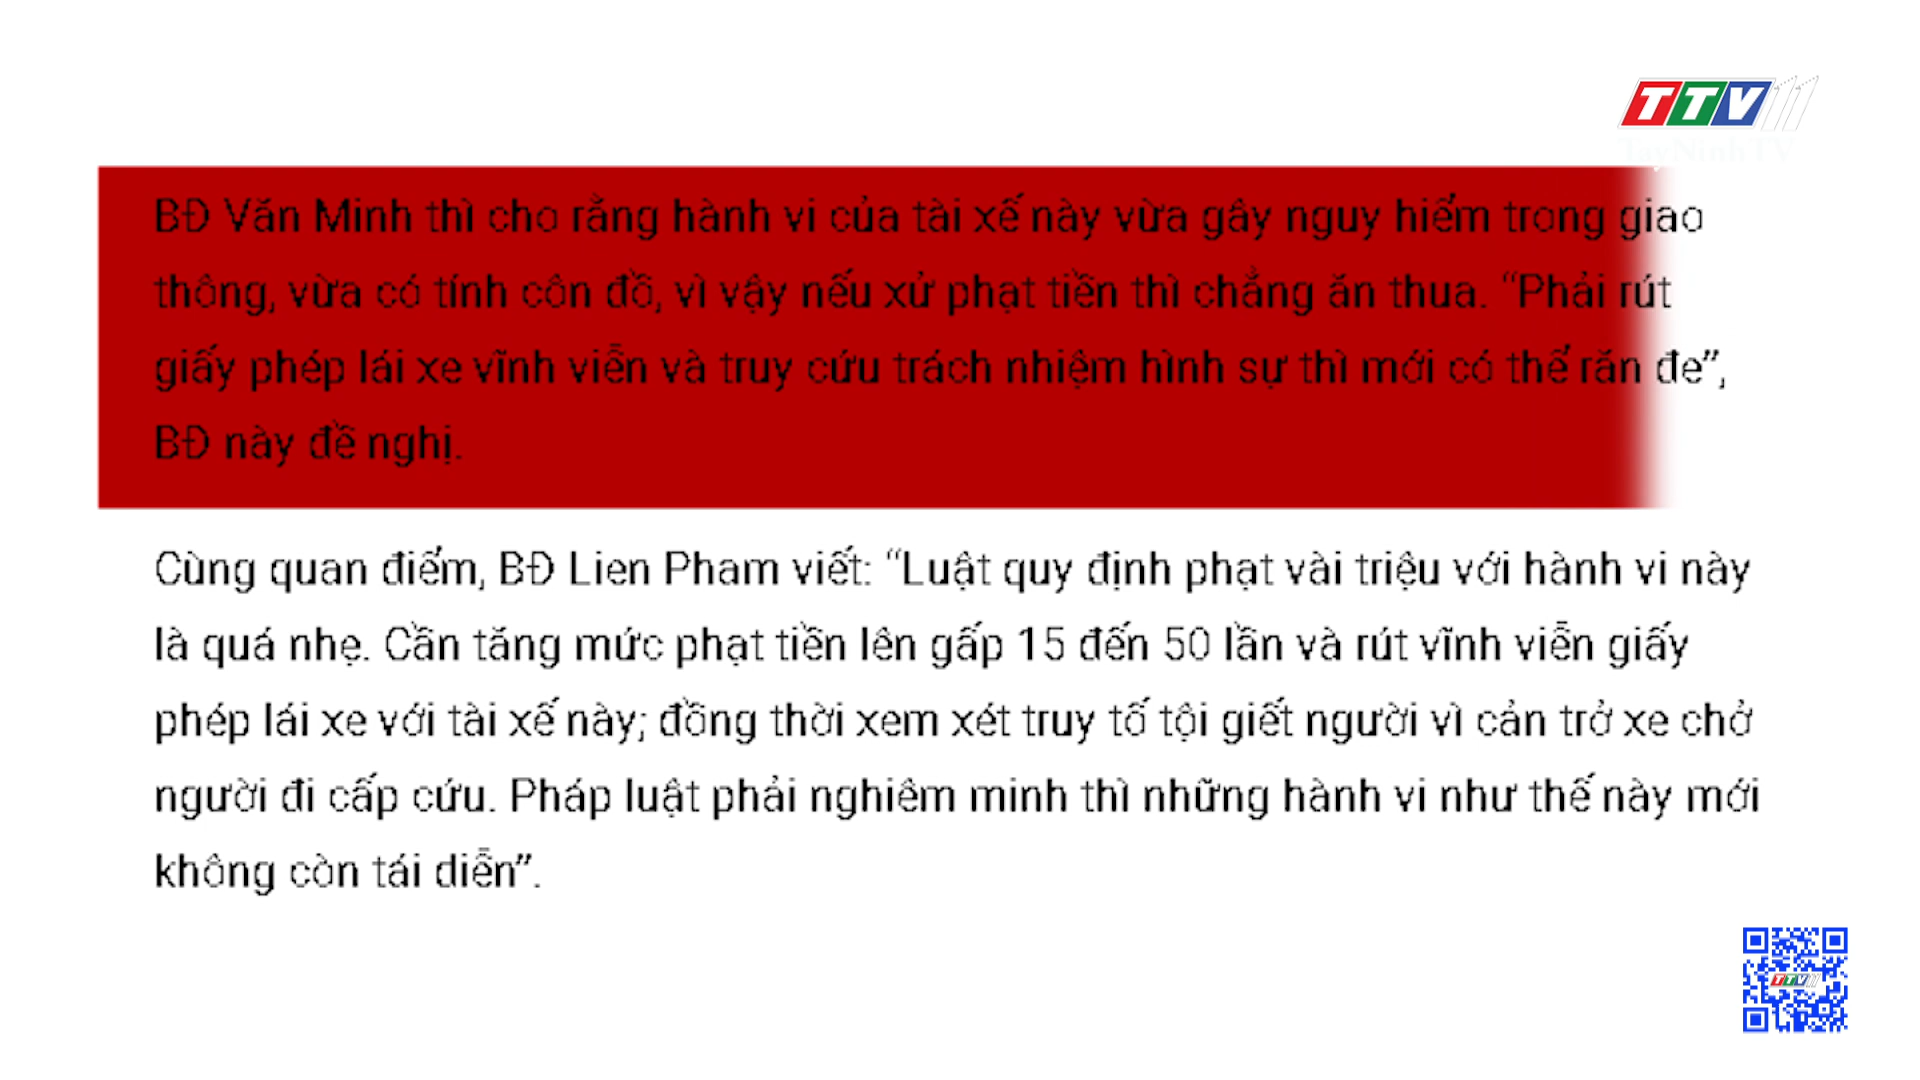 TTV11
TayNinhTV
BĐ Văn Minh thì cho rằng hành vi của tài xế này vừa gây nguy hiểm trong giao
thông, vừa có tính côn đồ, vì vậy nếu xử phạt tiền thì chẳng ăn thua. “Phải rút
giấy phép lái xe vĩnh viễn và truy cứu trách nhiệm hình sự thì mới có thể răn đe”,
BĐ này đề nghị.
Cùng quan điểm, BĐ Lien Pham viết: “Luật quy định phạt vài triệu với hành vi này
là quá nhẹ. Cần tăng mức phạt tiền lên gấp 15 đến 50 lần và rút vĩnh viễn giấy
phép lái xe với tài xế này; đồng thời xem xét truy tố tội giết người vì cản trở xe chở
người đi cấp cứu. Pháp luật phải nghiêm minh thì những hành vi như thế này mới
không còn tái diễn”.
TTV11